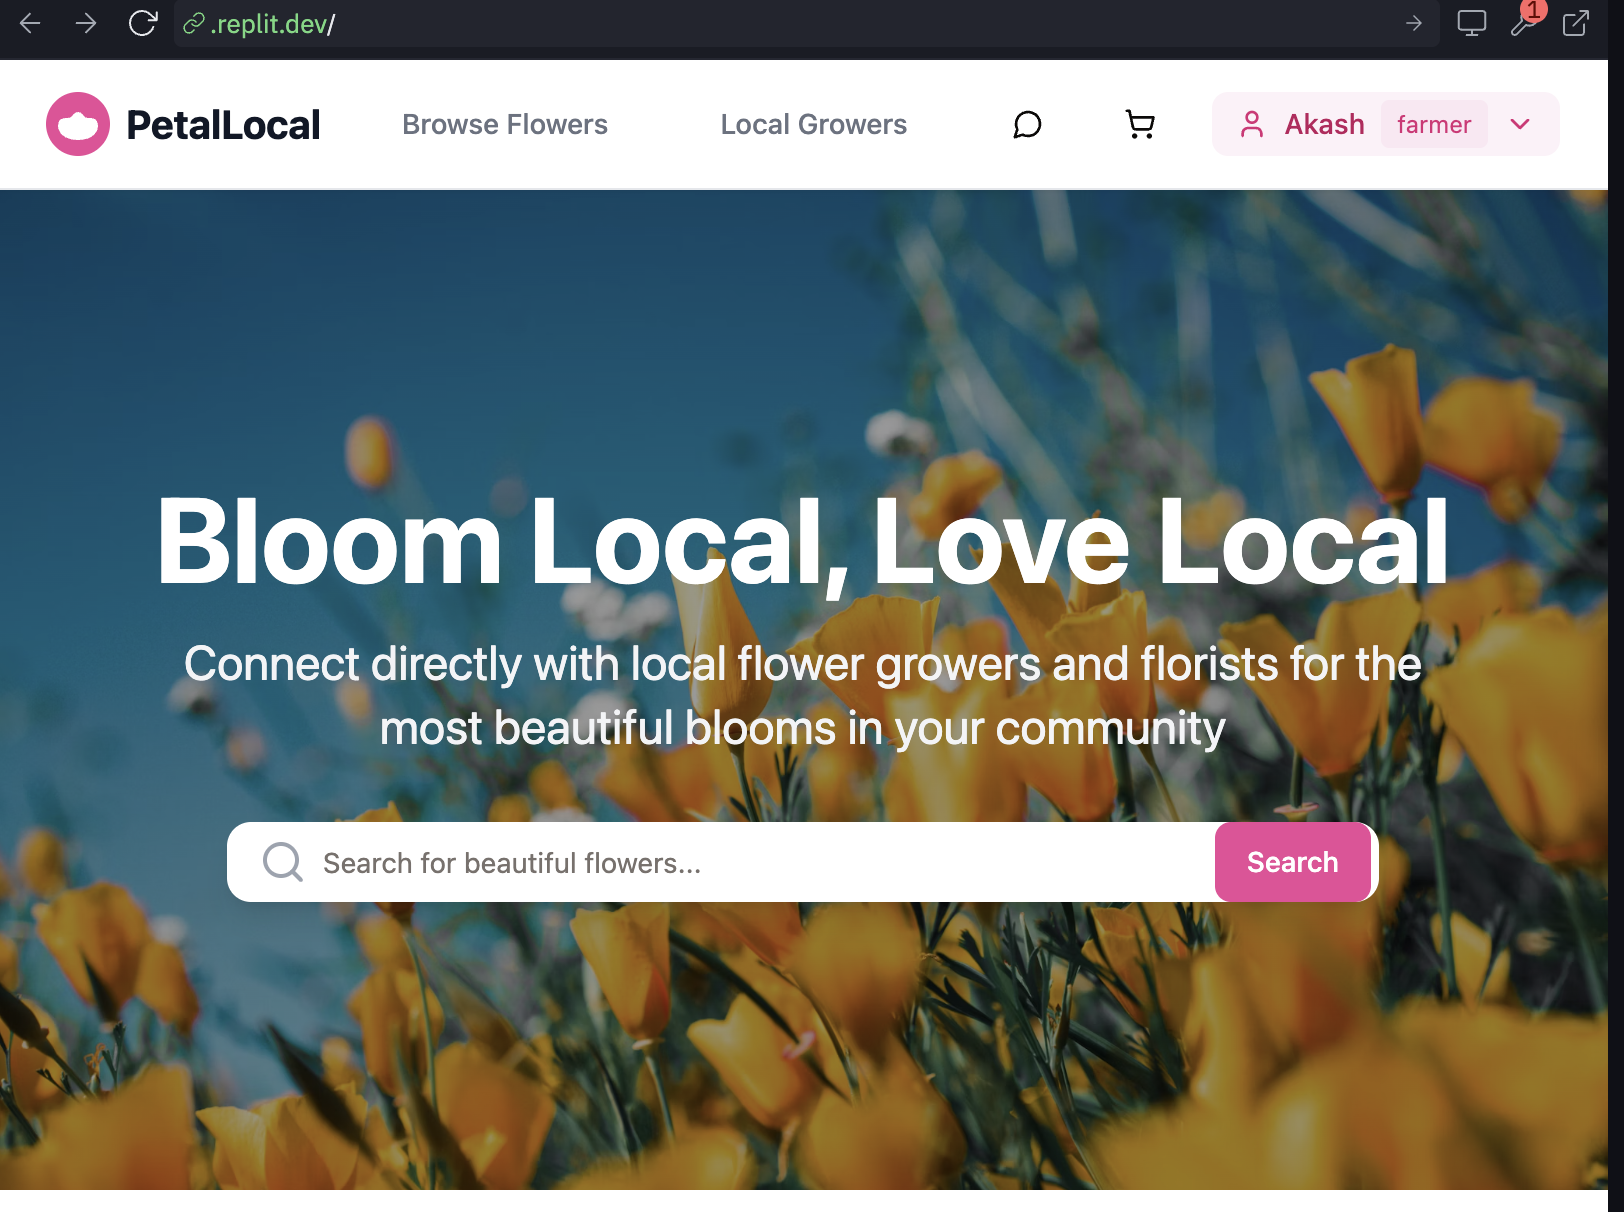 .replit.dev/
1
PetalLocal
Browse Flowers
Local Growers
Akash
farmer
Bloom Local, Love Local
Connect directly with local flower growers and florists for the
most beautiful blooms in your community
Search for beautiful flowers...
Search